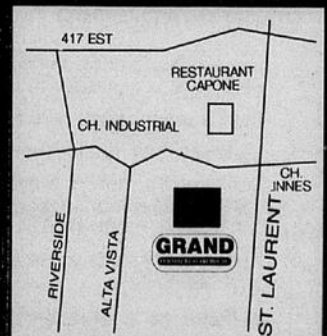 417 EST
RESTAURANT
CAPONE
CH. INDUSTRIAL
CH.
INNES
RIVERSIDE
ALTA VISTA
GRAND
ST. LAURENT